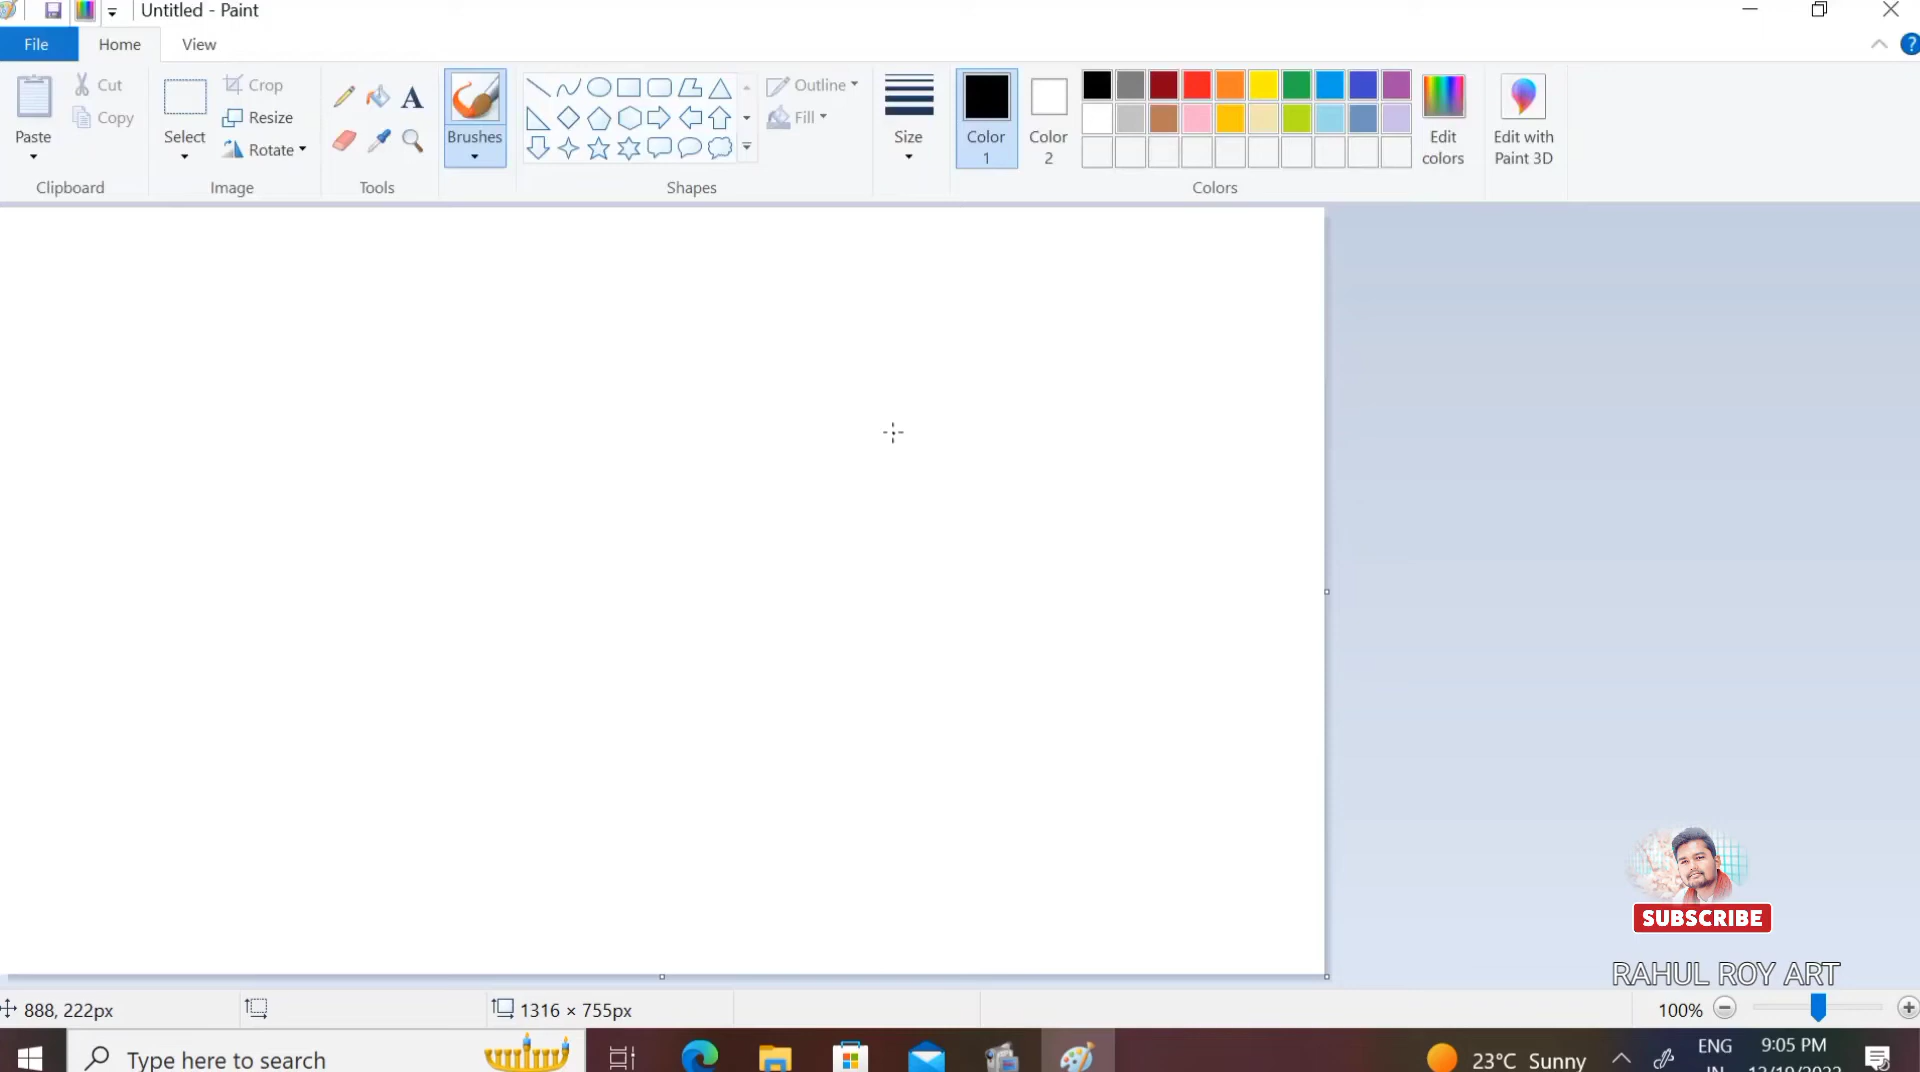 Untitled - Paint
File Home View
Cut
Copy
Paste
Clipboard
Select
Crop
Resize
Rotate
Image
A
Tools
Brushes
Outline
Fill
Shapes
Size
Color 1
Color 2
Edit colors
Edit with Paint 3D
Colors
SUBSCRIBE
RAHUL ROY ART
888, 222px
1316 × 755px
100%
Type here to search
23°C Sunny
ENG
9:05 PM